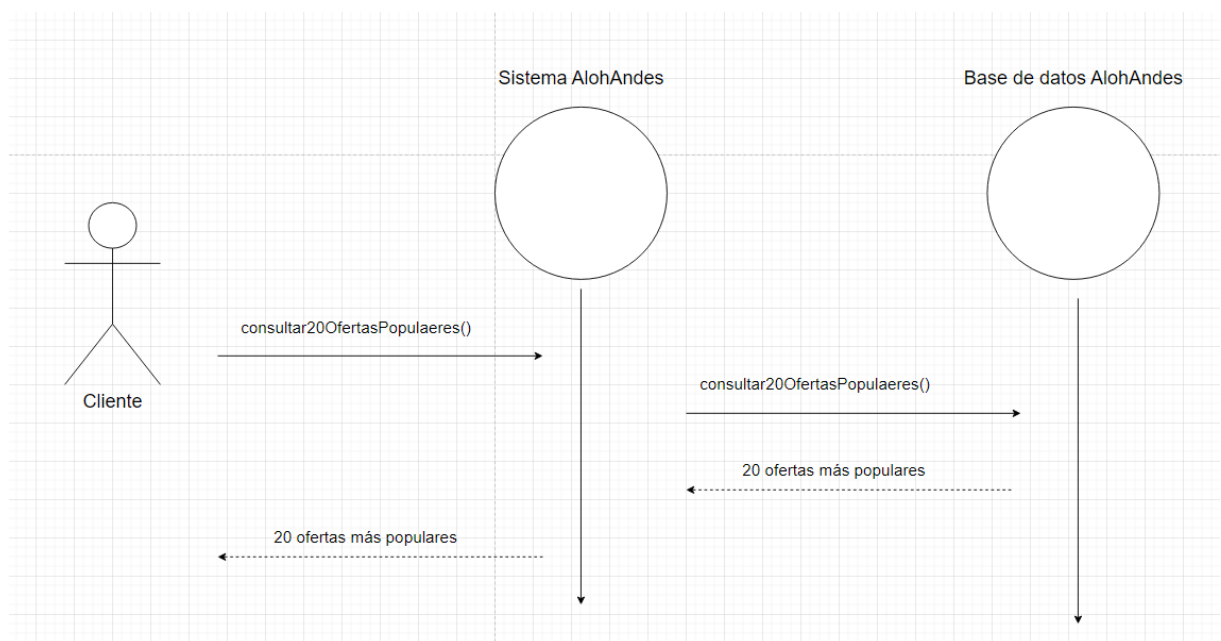 Sistema AlohAndes
Base de datos AlohAndes
consultar20OfertasPopulaeres()
Cliente
consultar20OfertasPopulaeres()
20 ofertas más populares
20 ofertas más populares